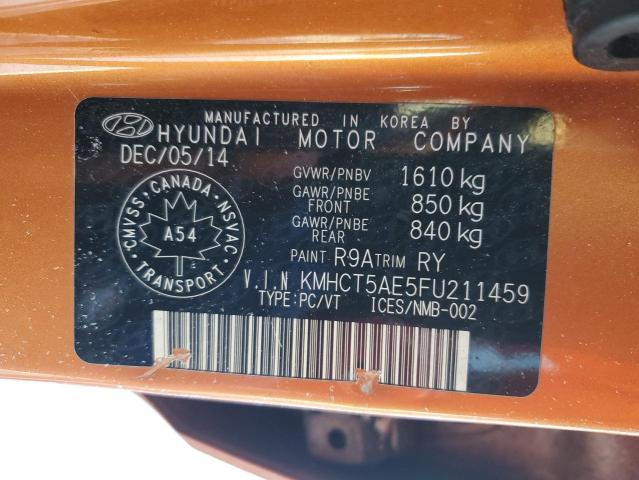 MANUFACTURED IN KOREA BY
HYUNDAI MOTOR COMPANY
DEC/05/14
GVWR/PNBV 1610 kg
GAWR/PNBE FRONT 850 kg
GAWR/PNBE REAR 840 kg
PAINT R9A TRIM RY
V.I.N KMHCT5AE5FU211459
TYPE:PC/VT ICES/NMB-002
CMVSS • CANADA • NSVAC
A54
TRANSPORT